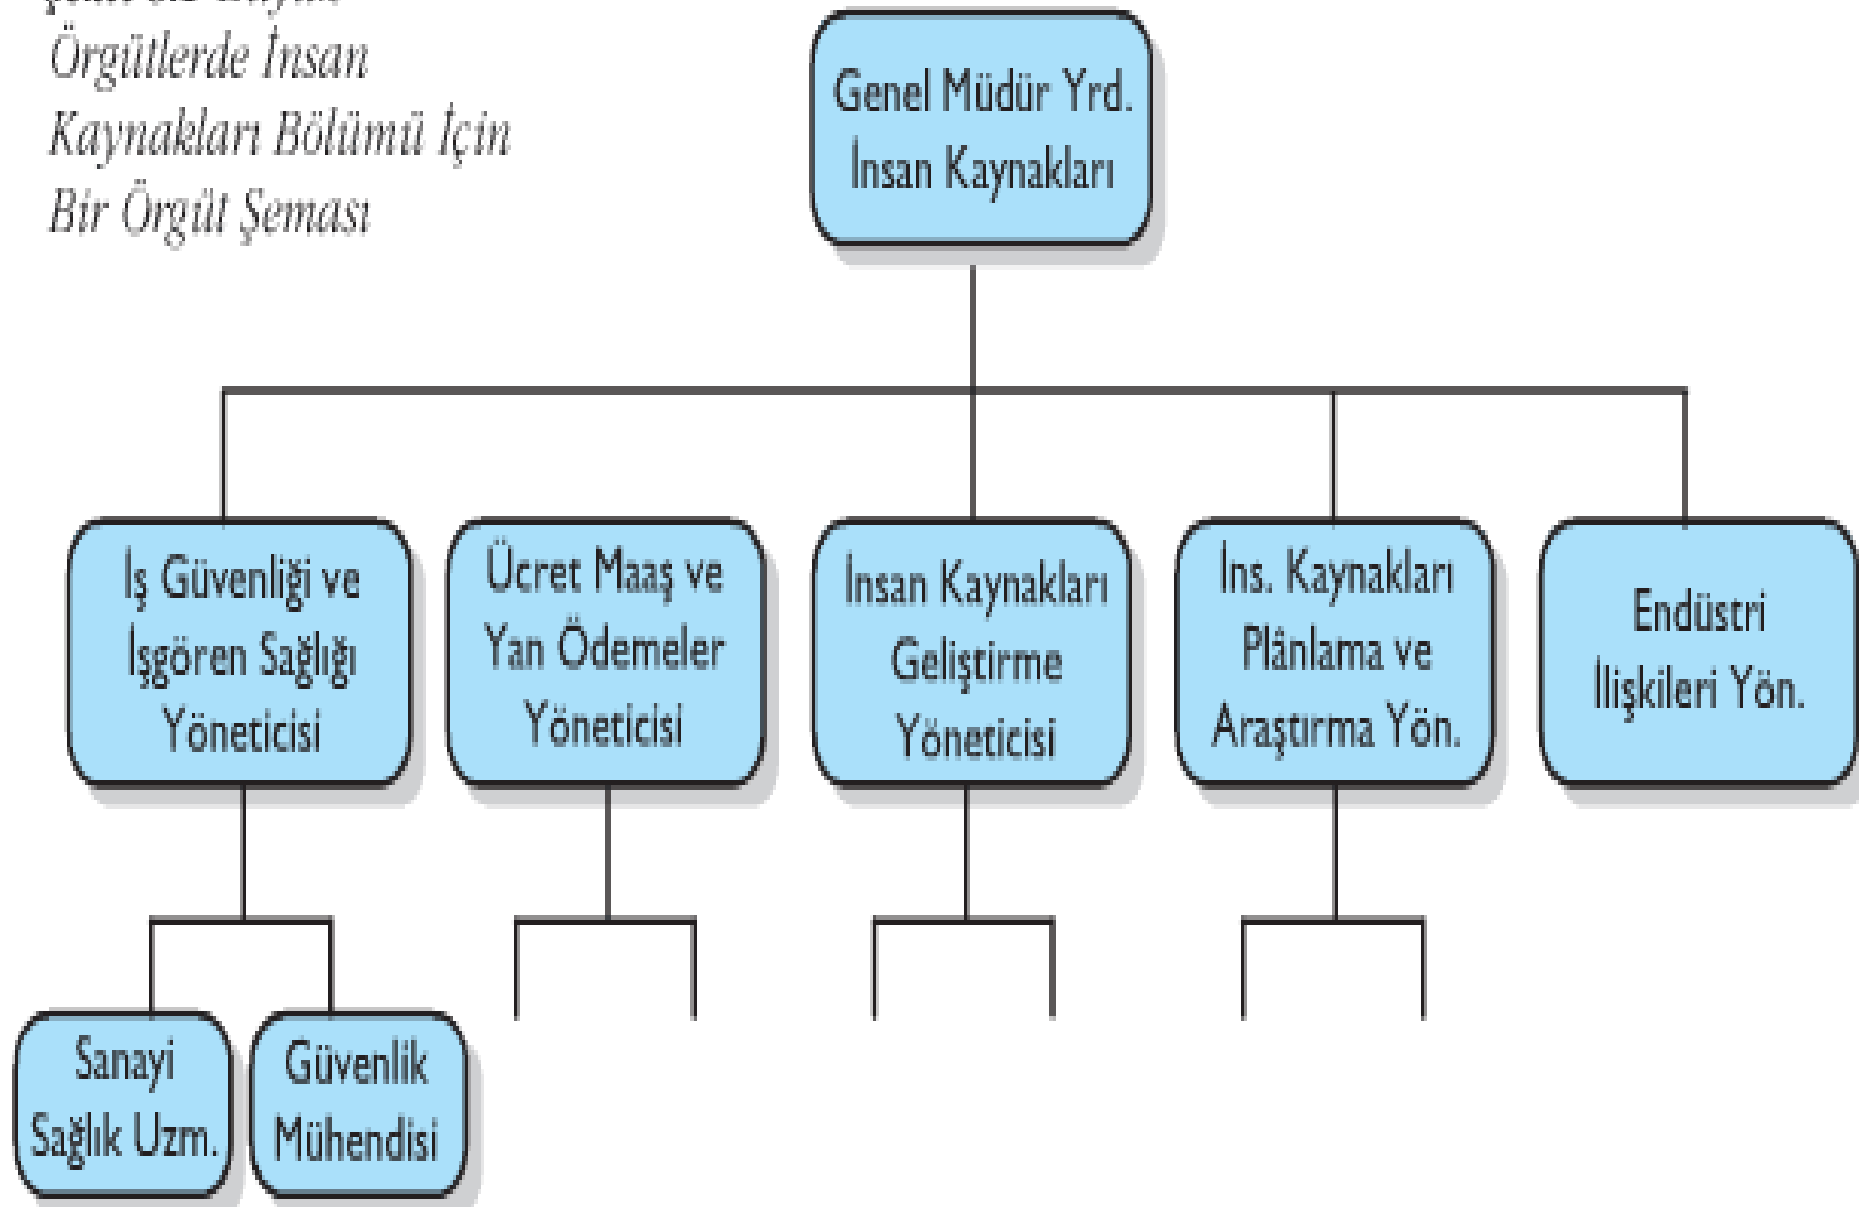 Örgütlerde İnsan
Kaynakları Bölümü İçin
Bir Örgüt Şeması
Genel Müdür Yrd.
İnsan Kaynakları
İş Güvenliği ve
İşgören Sağlığı
Yöneticisi
Ücret Maaş ve
Yan Ödemeler
Yöneticisi
İnsan Kaynakları
Geliştirme
Yöneticisi
İns. Kaynakları
Plânlama ve
Araştırma Yön.
Endüstri
İlişkileri Yön.
Sanayi
Sağlık Uzm.
Güvenlik
Mühendisi